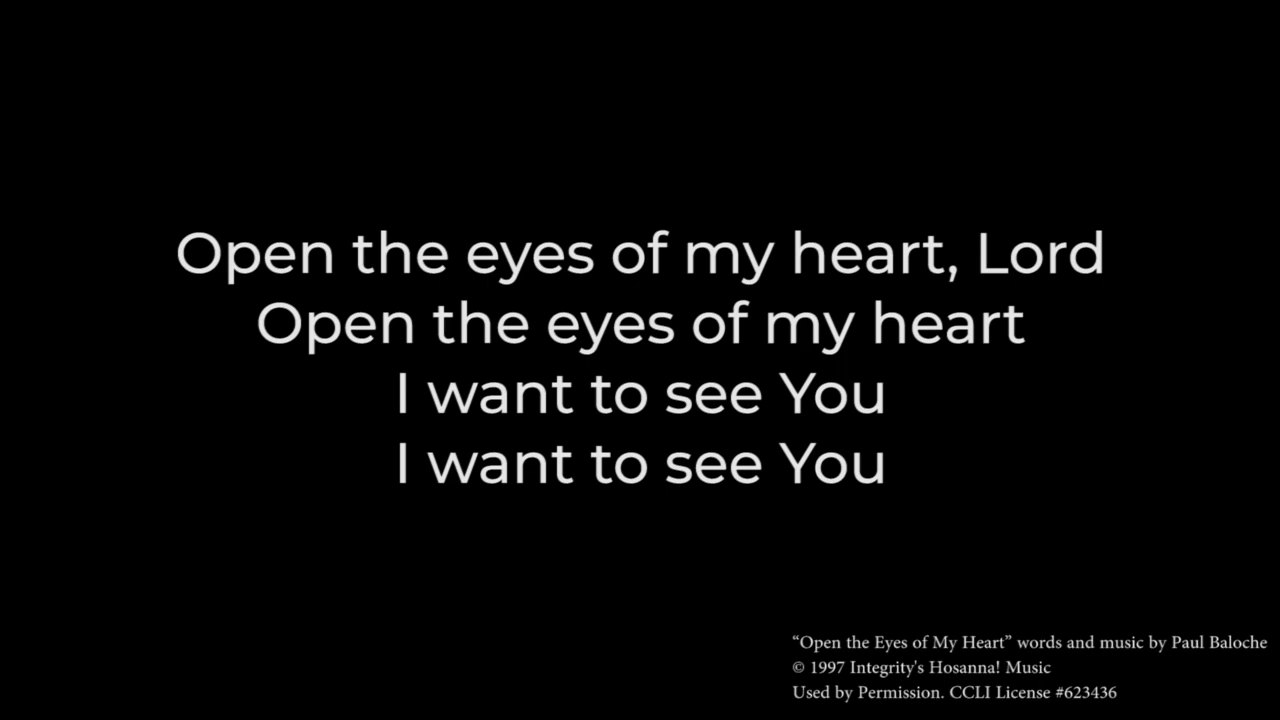 Open the eyes of my heart, Lord
Open the eyes of my heart
I want to see You
I want to see You
“Open the Eyes of My Heart” words and music by Paul Baloche
© 1997 Integrity's Hosanna! Music
Used by Permission. CCLI License #623436